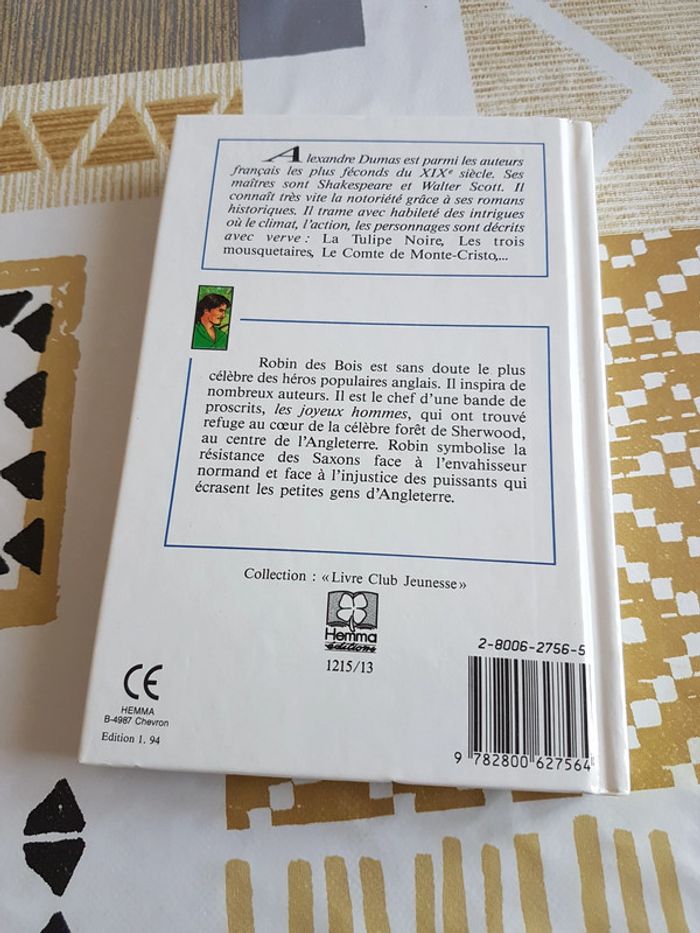 Alexandre Dumas est parmi les auteurs
français les plus féconds du XIXe siècle. Ses
maîtres sont Shakespeare et Walter Scott. Il
connaît très vite la notoriété grâce à ses romans
historiques. Il trame avec habileté des intrigues
où le climat, l'action, les personnages sont décrits
avec verve : La Tulipe Noire, Les trois
mousquetaires, Le Comte de Monte-Cristo,...
Robin des Bois est sans doute le plus
célèbre des héros populaires anglais. Il inspira de
nombreux auteurs. Il est le chef d'une bande de
proscrits, les joyeux hommes, qui ont trouvé
refuge au cœur de la célèbre forêt de Sherwood,
au centre de l'Angleterre. Robin symbolise la
résistance des Saxons face à l'envahisseur
normand et face à l'injustice des puissants qui
écrasent les petites gens d'Angleterre.
Collection : « Livre Club Jeunesse »
Hemma
éditions
1215/13
CE
HEMMA
B-4987 Chevron
Edition 1. 94
2-8006-2756-5
9 782800 627564